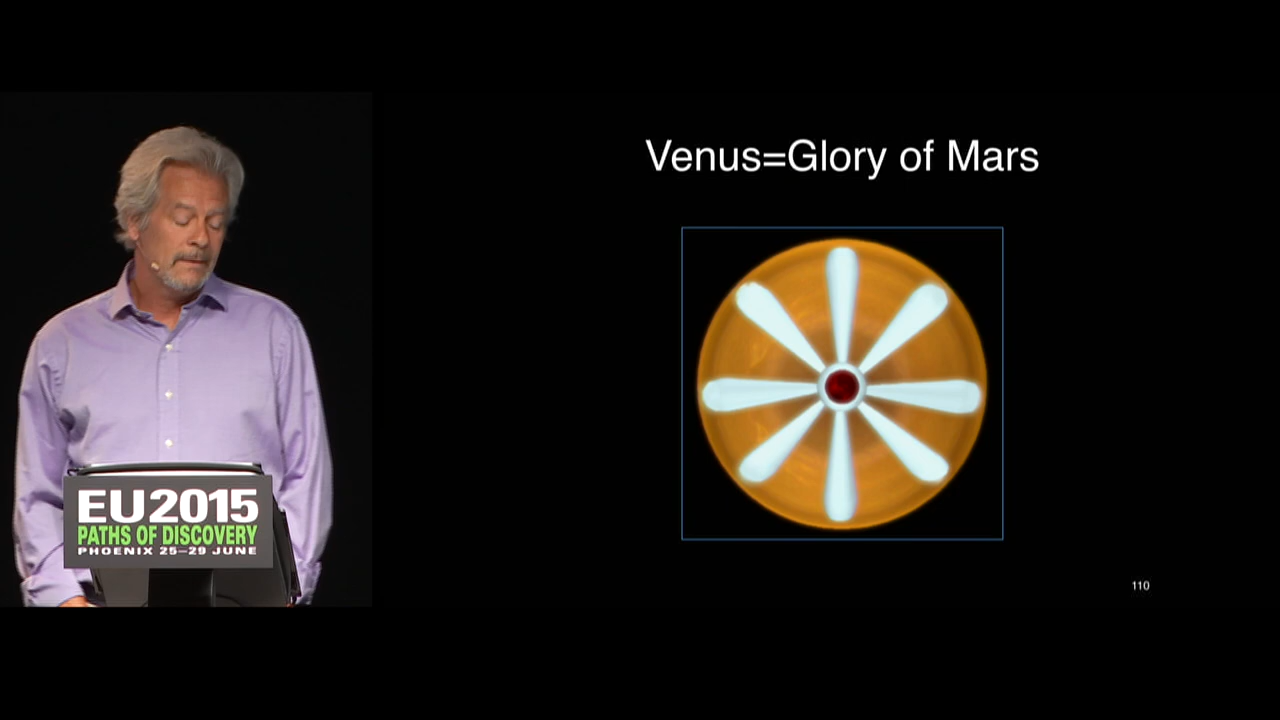 Venus=Glory of Mars
EU2015
PATHS OF DISCOVERY
PHOENIX 25–29 JUNE
110